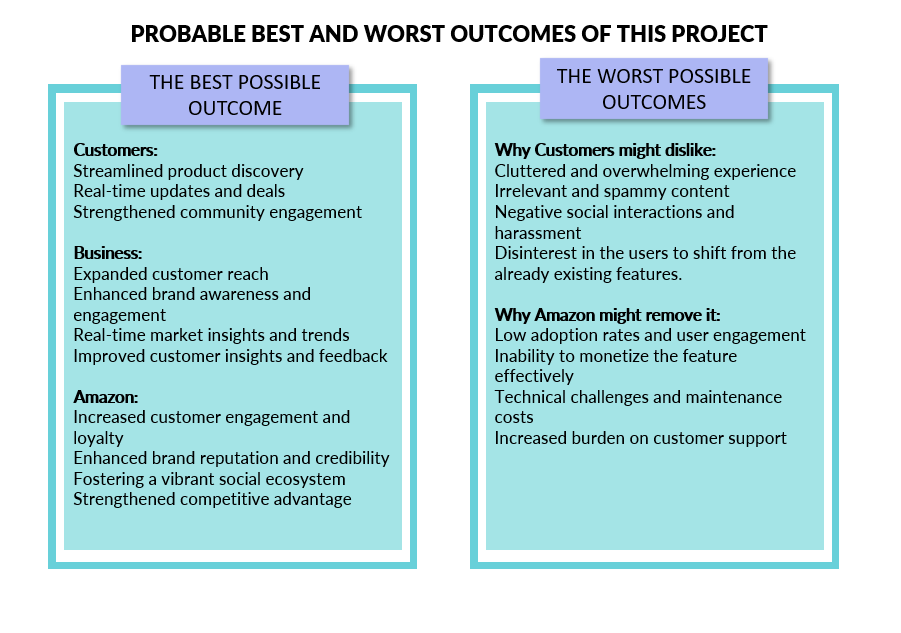 PROBABLE BEST AND WORST OUTCOMES OF THIS PROJECT
THE BEST POSSIBLE
OUTCOME
Customers:
Streamlined product discovery
Real-time updates and deals
Strengthened community engagement
Business:
Expanded customer reach
Enhanced brand awareness and
engagement
Real-time market insights and trends
Improved customer insights and feedback
Amazon:
Increased customer engagement and
loyalty
Enhanced brand reputation and credibility
Fostering a vibrant social ecosystem
Strengthened competitive advantage
THE WORST POSSIBLE
OUTCOMES
Why Customers might dislike:
Cluttered and overwhelming experience
Irrelevant and spammy content
Negative social interactions and
harassment
Disinterest in the users to shift from the
already existing features.
Why Amazon might remove it:
Low adoption rates and user engagement
Inability to monetize the feature
effectively
Technical challenges and maintenance
costs
Increased burden on customer support